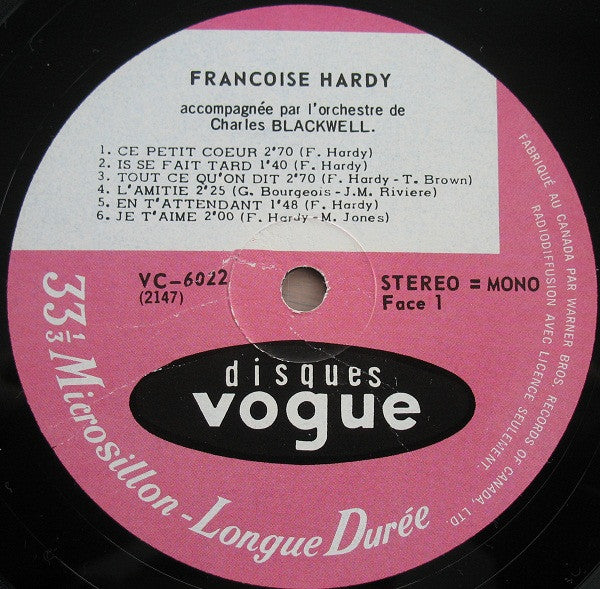 FRANCOISE HARDY
accompagnée par l'orchestre de
Charles BLACKWELL.
1. CE PETIT COEUR 2"70 (F. Hardy)
2. IS SE FAIT TARD 1'40 (F. Hardy)
3. TOUT CE QU'ON DIT 2"70 (F. Hardy - T. Brown)
4. L'AMITIE 2"25 (G. Bourgeois - J.M. Riviere)
5. EN T'ATTENDANT 1"48 (F. Hardy)
6. JE T'AIME 2"00 (F. Hardy - M. Jones)
VC-6022
(2147)
STEREO = MONO
Face 1
disques
vogue
33 1/3 Microsillon - Longue Durée
FABRIQUÉ AU CANADA PAR WARNER BROS. RECORDS OF CANADA, LTD.
RADIODIFFUSION AVEC LICENCE SEULEMENT.